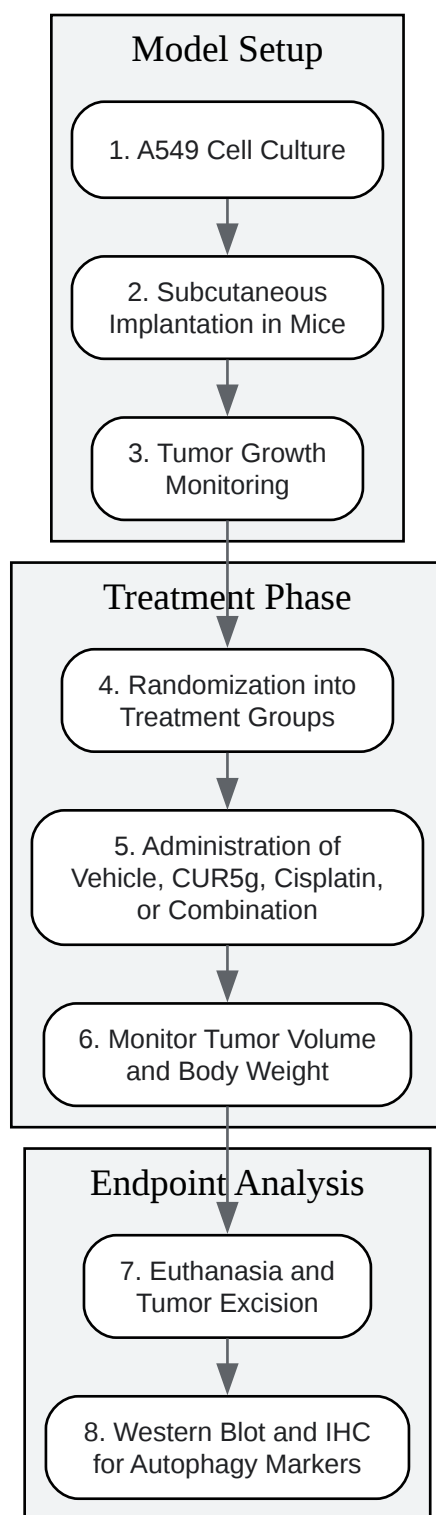 Model Setup
1. A549 Cell Culture
2. Subcutaneous
Implantation in Mice
3. Tumor Growth
Monitoring
Treatment Phase
4. Randomization into
Treatment Groups
5. Administration of
Vehicle, CUR5g, Cisplatin,
or Combination
6. Monitor Tumor Volume
and Body Weight
Endpoint Analysis
7. Euthanasia and
Tumor Excision
8. Western Blot and IHC
for Autophagy Markers